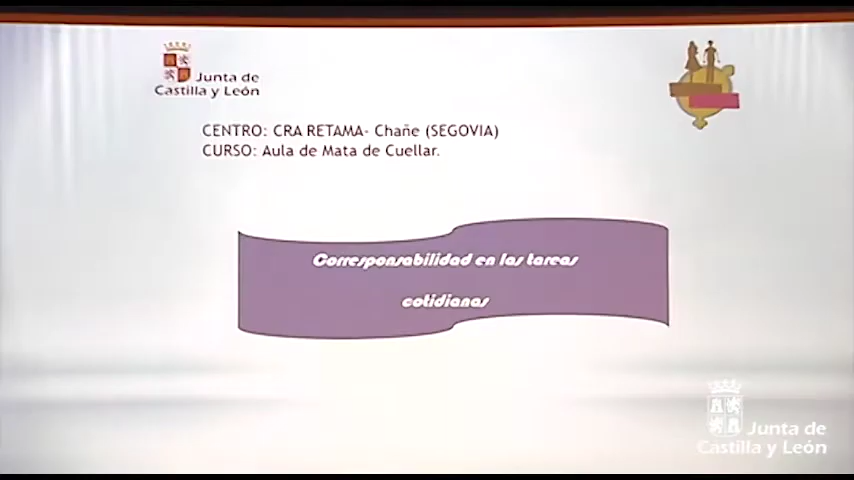 Junta de
Castilla y León
CENTRO: CRA RETAMA- Chañe (SEGOVIA)
CURSO: Aula de Mata de Cuellar.
Corresponsabilidad en las tareas
cotidianas
Junta de
Castilla y León